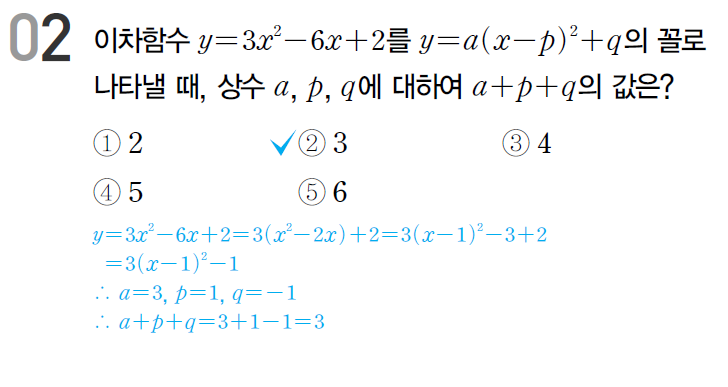 02 이차함수 y=3x²-6x+2를 y=a(x-p)²+q의 꼴로
나타낼 때, 상수 a, p, q에 대하여 a+p+q의 값은?
① 2 ② 3 ③ 4
④ 5 ⑤ 6
y=3x²-6x+2=3(x²-2x)+2=3(x-1)²-3+2
=3(x-1)²-1
∴ a=3, p=1, q=-1
∴ a+p+q=3+1-1=3